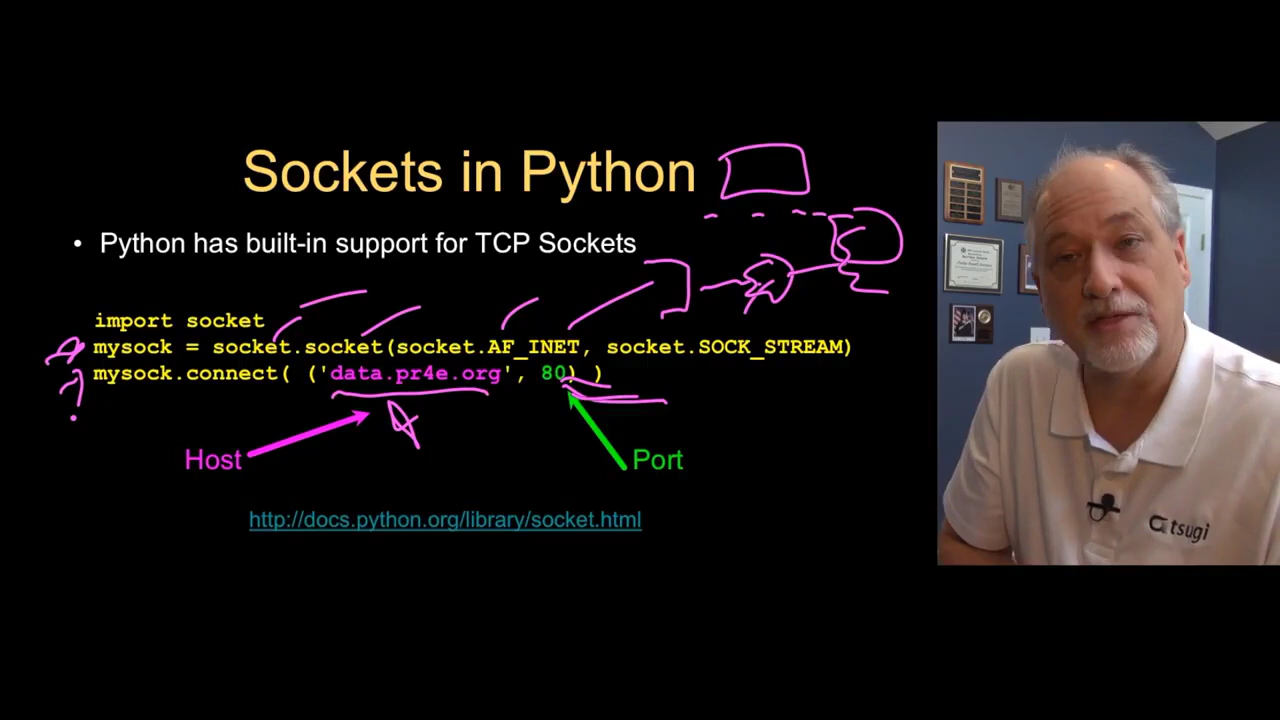 Sockets in Python
• Python has built-in support for TCP Sockets
import socket
mysock = socket.socket(socket.AF_INET, socket.SOCK_STREAM)
mysock.connect( ('data.pr4e.org', 80) )
?
Host
Port
http://docs.python.org/library/socket.html
tsugi